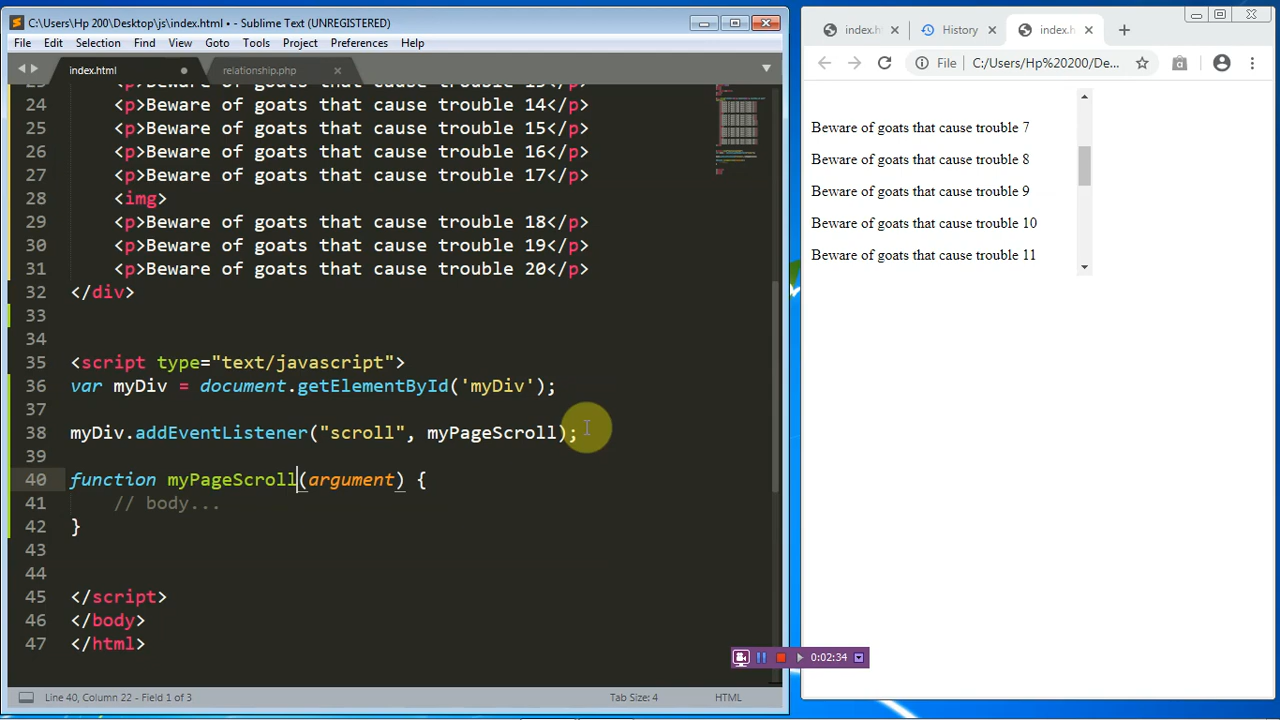 C:\Users\Hp 200\Desktop\js\index.html • - Sublime Text (UNREGISTERED)
File Edit Selection Find View Goto Tools Project Preferences Help
index.html
relationship.php
24 <p>Beware of goats that cause trouble 14</p>
25 <p>Beware of goats that cause trouble 15</p>
26 <p>Beware of goats that cause trouble 16</p>
27 <p>Beware of goats that cause trouble 17</p>
28 <img>
29 <p>Beware of goats that cause trouble 18</p>
30 <p>Beware of goats that cause trouble 19</p>
31 <p>Beware of goats that cause trouble 20</p>
32 </div>
33
34
35 <script type="text/javascript">
36 var myDiv = document.getElementById('myDiv');
37
38 myDiv.addEventListener("scroll", myPageScroll);
39
40 function myPageScroll(argument) {
41 // body...
42 }
43
44
45 </script>
46 </body>
47 </html>
Line 40, Column 22 - Field 1 of 3
Tab Size: 4
HTML
index.h
History
index.h
File C:/Users/Hp%20200/De...
Beware of goats that cause trouble 7
Beware of goats that cause trouble 8
Beware of goats that cause trouble 9
Beware of goats that cause trouble 10
Beware of goats that cause trouble 11
0:02:34